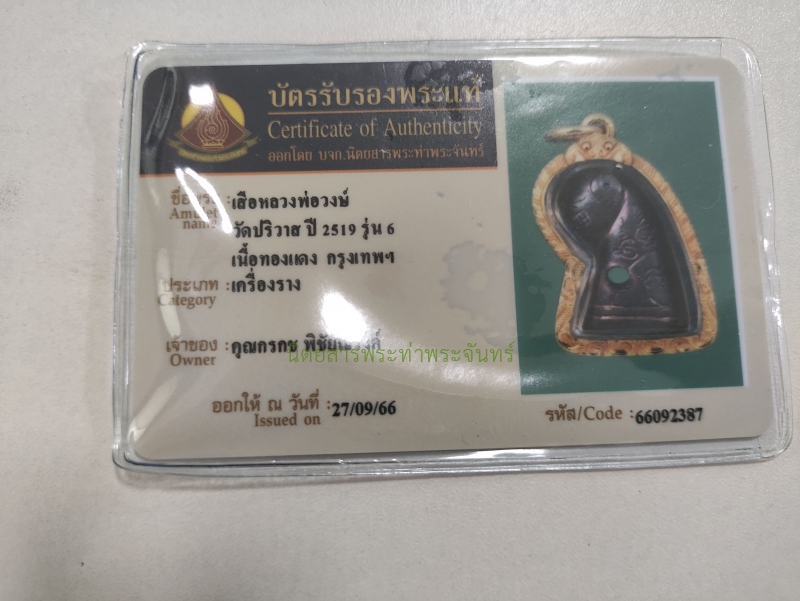 บัตรรับรองพระแท้
Certificate of Authenticity
ออกโดย บจก.นิตยสารพระท่าพระจันทร์
ชื่อพระ : เสือหลวงพ่อวงษ์
Amulet name
วัดปริวาส ปี 2519 รุ่น 6
เนื้อทองแดง กรุงเทพฯ
ประเภท : เครื่องราง
Category
เจ้าของ : คุณกรกช
Owner
นิตยสารพระท่าพระจันทร์
ออกให้ ณ วันที่ : 27/09/66
Issued on
รหัส/Code : 66092387